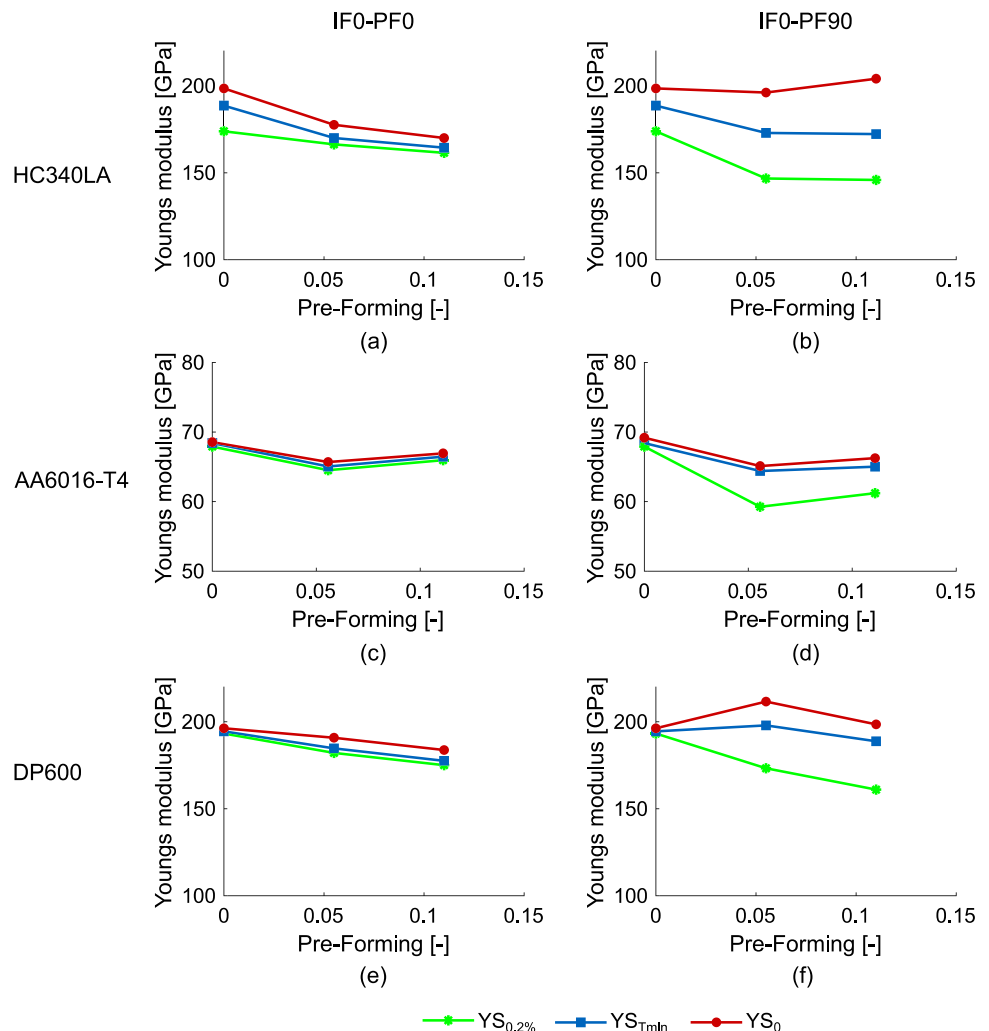 IF0-PF0
IF0-PF90
HC340LA
Youngs modulus [GPa]
200
150
100
0
0.05
0.1
0.15
Pre-Forming [-]
(a)
Youngs modulus [GPa]
200
150
100
0
0.05
0.1
0.15
Pre-Forming [-]
(b)
AA6016-T4
Youngs modulus [GPa]
80
70
60
50
0
0.05
0.1
0.15
Pre-Forming [-]
(c)
Youngs modulus [GPa]
80
70
60
50
0
0.05
0.1
0.15
Pre-Forming [-]
(d)
DP600
Youngs modulus [GPa]
200
150
100
0
0.05
0.1
0.15
Pre-Forming [-]
(e)
Youngs modulus [GPa]
200
150
100
0
0.05
0.1
0.15
Pre-Forming [-]
(f)
YS0,2% YSTmin YS0